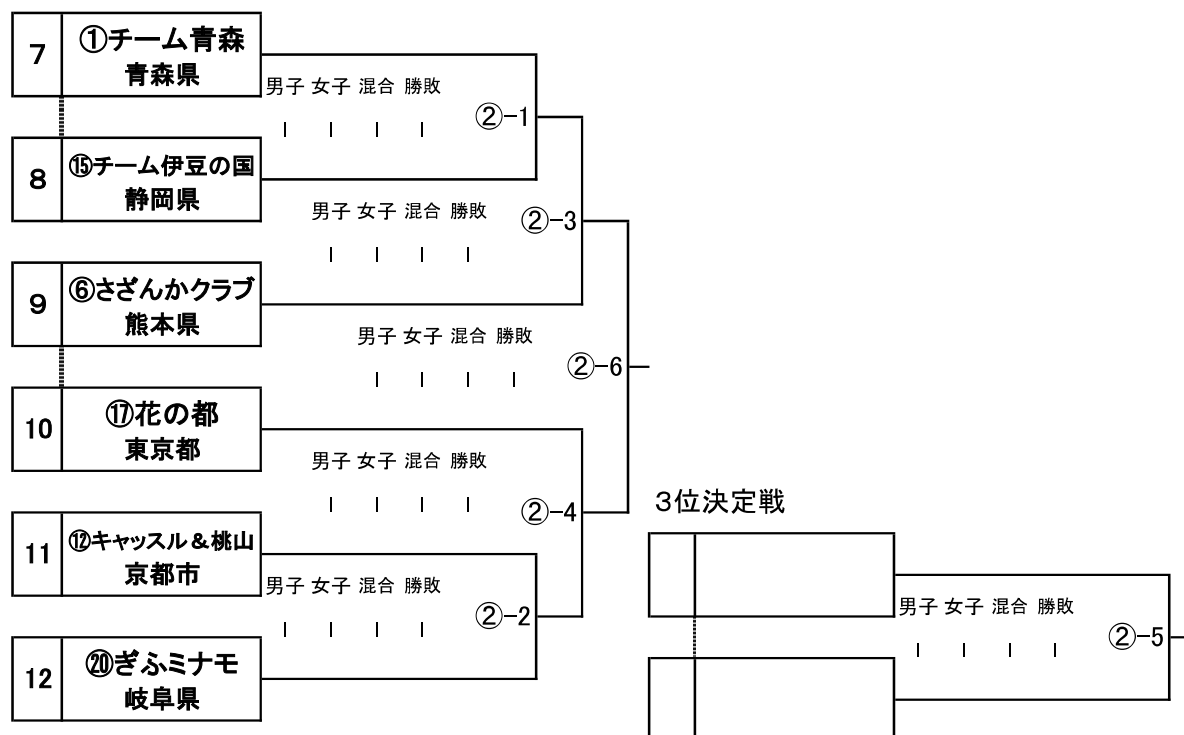 7
①チーム青森
青森県
男子 女子 混合 勝敗
②-1
8
⑮チーム伊豆の国
静岡県
男子 女子 混合 勝敗
②-3
9
⑥さざんかクラブ
熊本県
男子 女子 混合 勝敗
②-6
10
⑰花の都
東京都
男子 女子 混合 勝敗
②-4
11
⑫キャッスル&桃山
京都市
男子 女子 混合 勝敗
②-2
12
⑳ぎふミナモ
岐阜県
3位決定戦
男子 女子 混合 勝敗
②-5